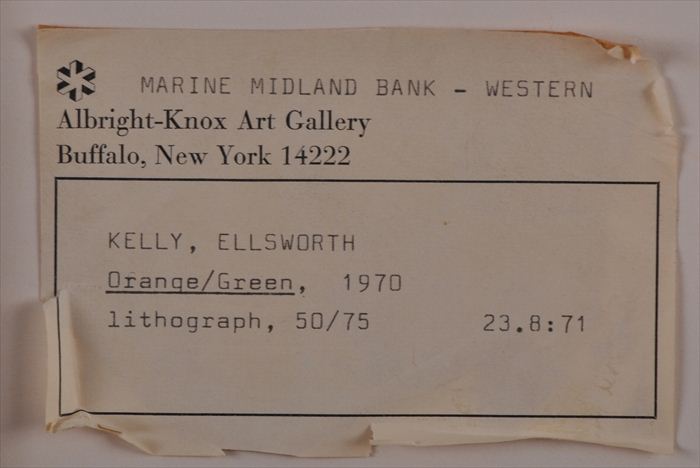 MARINE MIDLAND BANK - WESTERN
Albright-Knox Art Gallery
Buffalo, New York 14222
KELLY, ELLSWORTH
Orange/Green, 1970
lithograph, 50/75 23.8:71